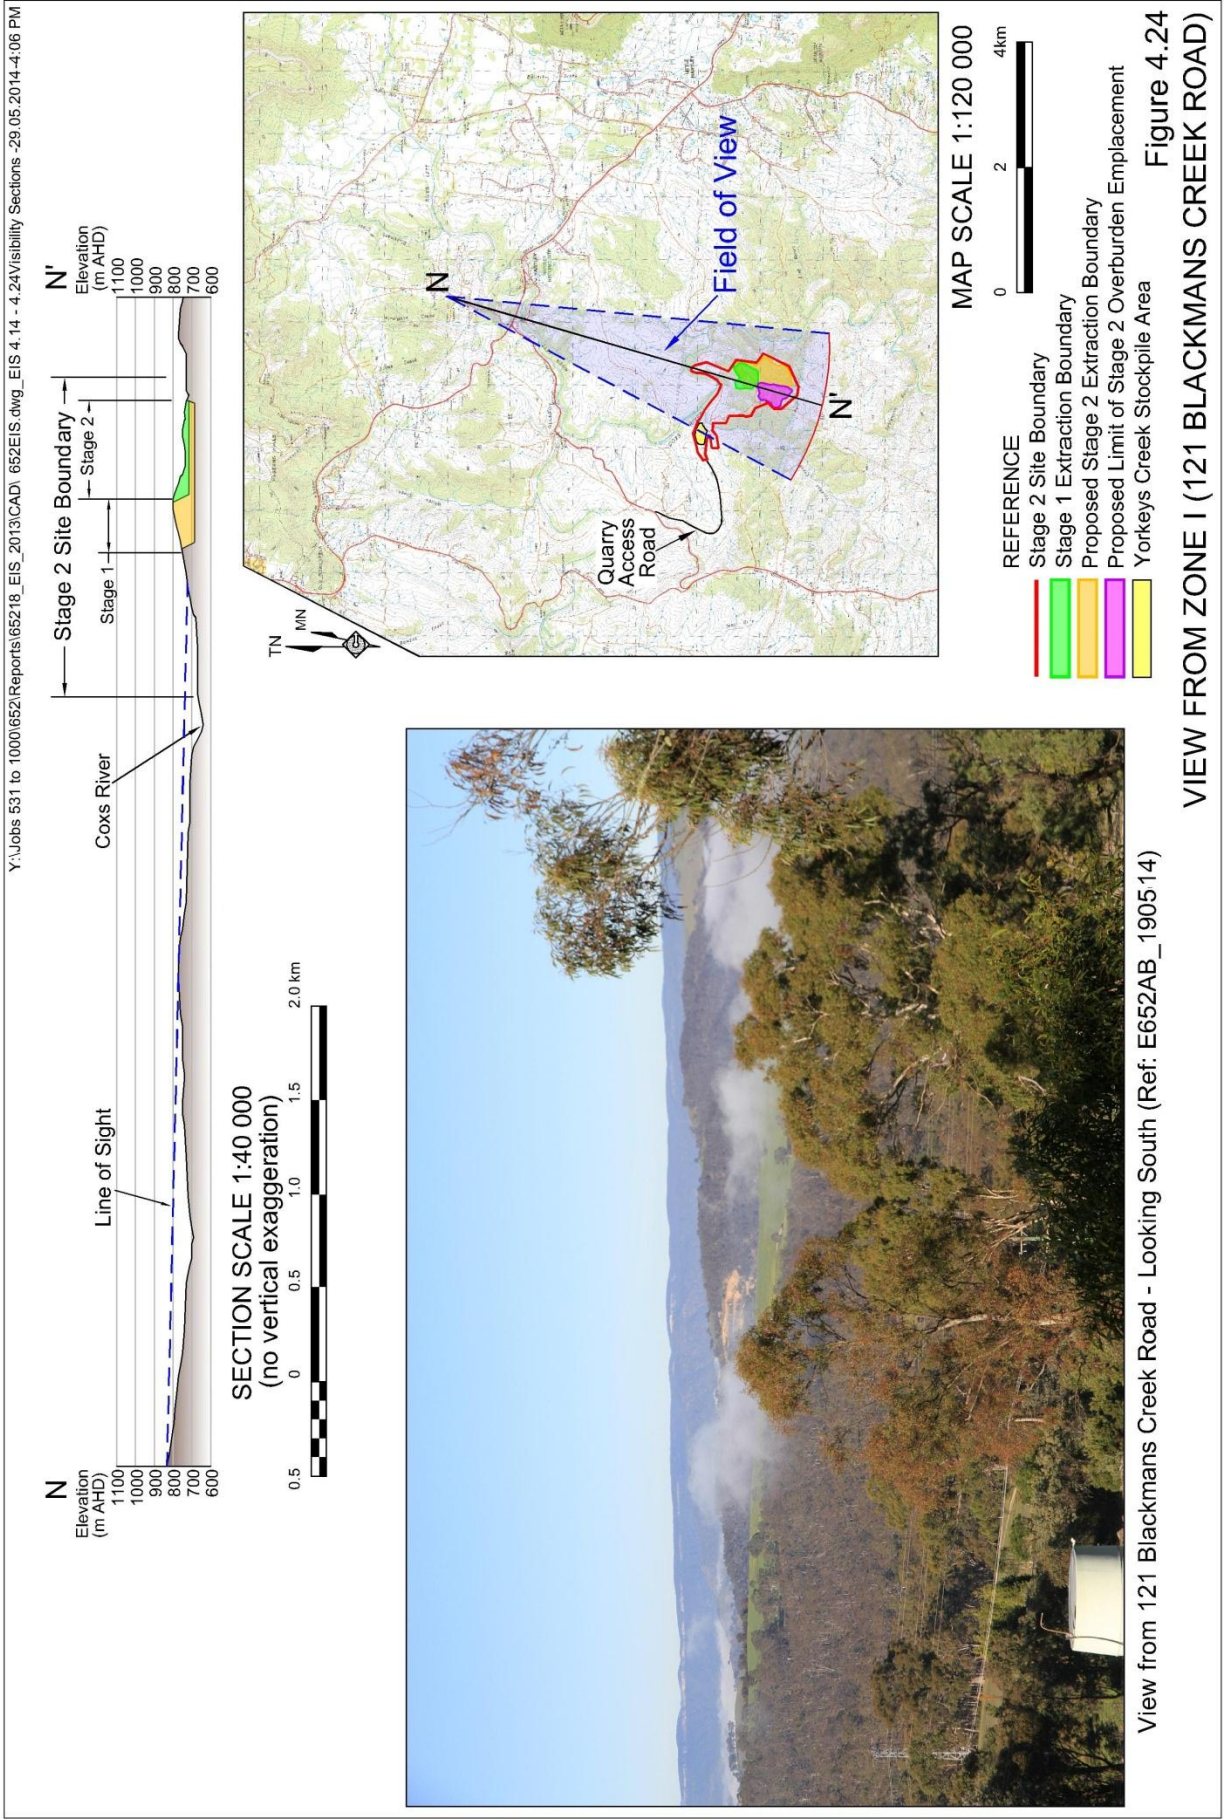 Y:\Jobs 531 to 1000\652\Reports\65218_EIS_2013\CAD\ 652EIS.dwg_EIS 4.14 - 4.24Visibility Sections -29.05.2014-4:06 PM
N
Elevation
(m AHD)
1100
1000
900
800
700
600
Line of Sight
Coxs River
Stage 2 Site Boundary
Stage 1
Stage 2
N'
Elevation
(m AHD)
1100
1000
900
800
700
600
SECTION SCALE 1:40 000
(no vertical exaggeration)
0.5
0
0.5
1.0
1.5
2.0 km
TN
MN
N
Field of View
N'
Quarry
Access
Road
MAP SCALE 1:120 000
0
2
4km
REFERENCE
Stage 2 Site Boundary
Stage 1 Extraction Boundary
Proposed Stage 2 Extraction Boundary
Proposed Limit of Stage 2 Overburden Emplacement
Yorkeys Creek Stockpile Area
View from 121 Blackmans Creek Road - Looking South (Ref: E652AB_190514)
Figure 4.24
VIEW FROM ZONE I (121 BLACKMANS CREEK ROAD)